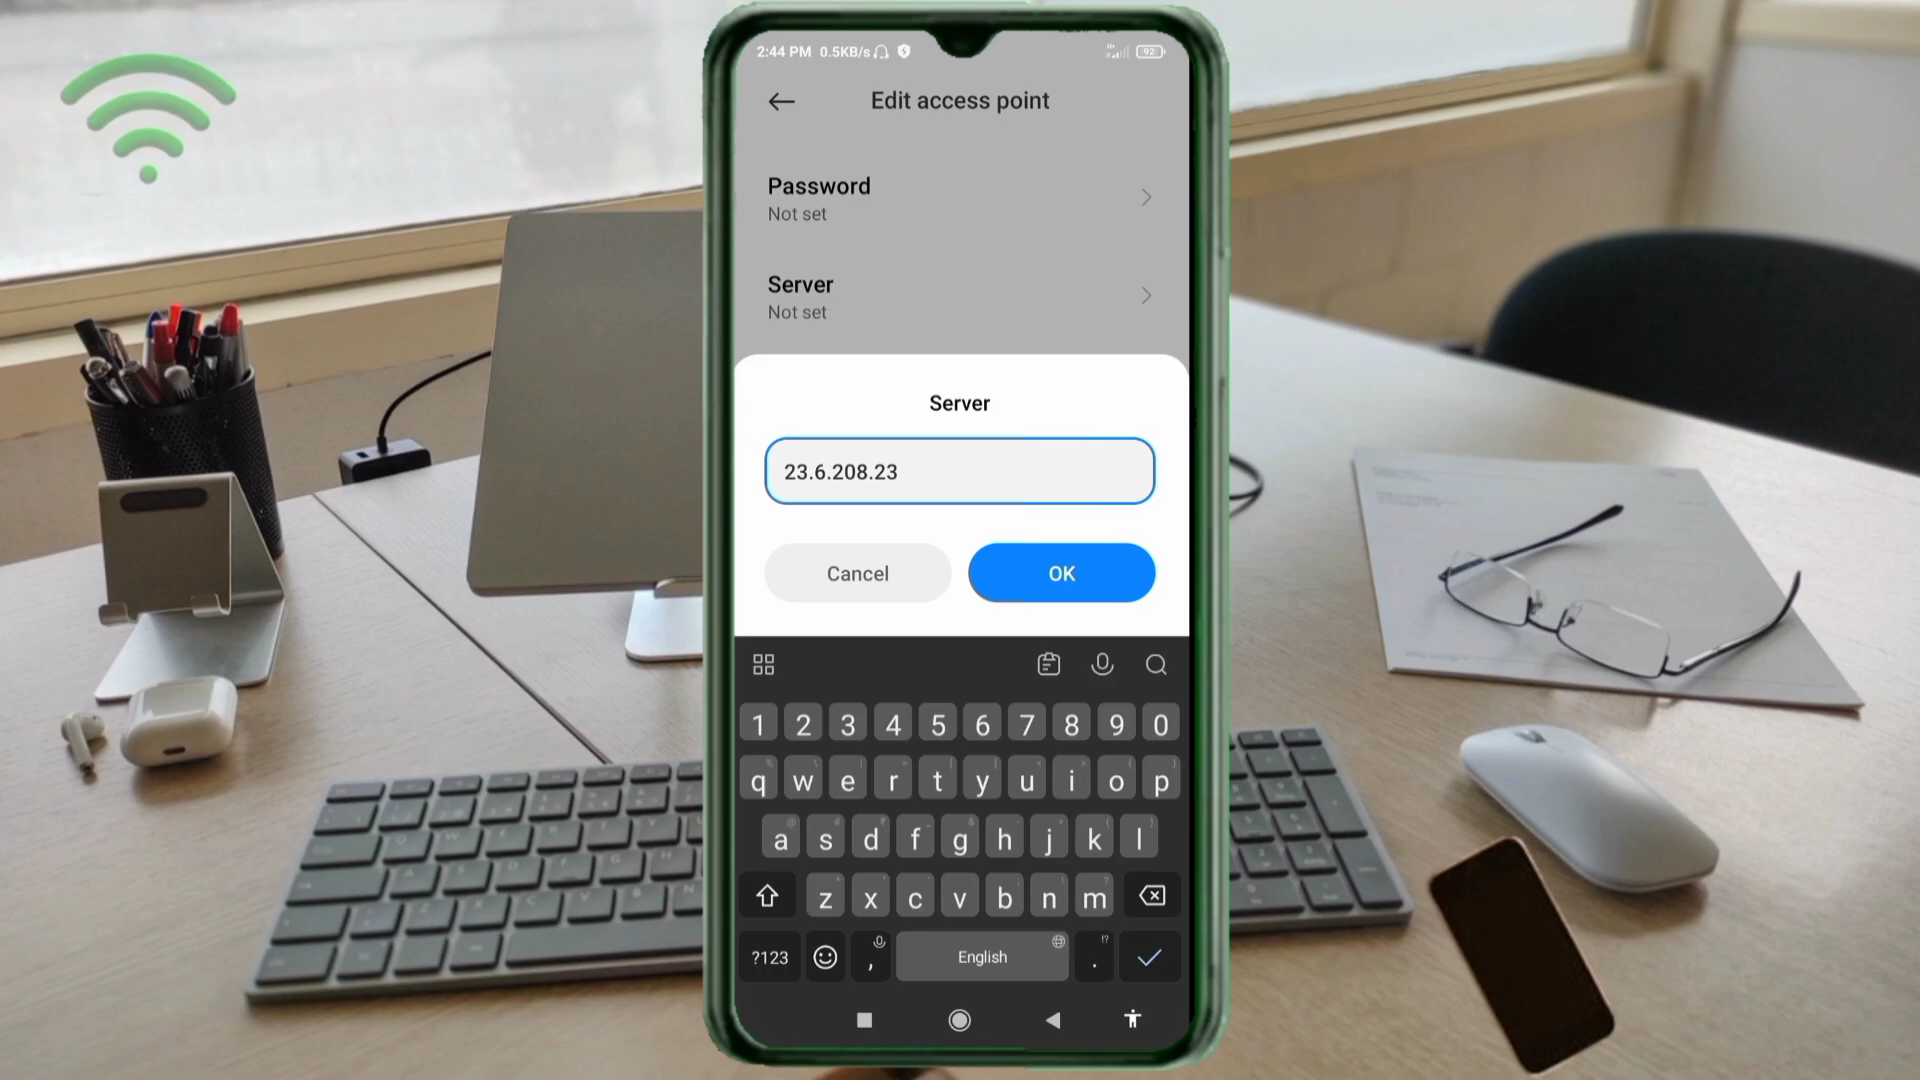 2:44 PM 0.5KB/s 92
Edit access point
Password
Not set
Server
Not set
Server
23.6.208.23
Cancel OK
1 2 3 4 5 6 7 8 9 0
q w e r t y u i o p
a s d f g h j k l
z x c v b n m
?123 , English .